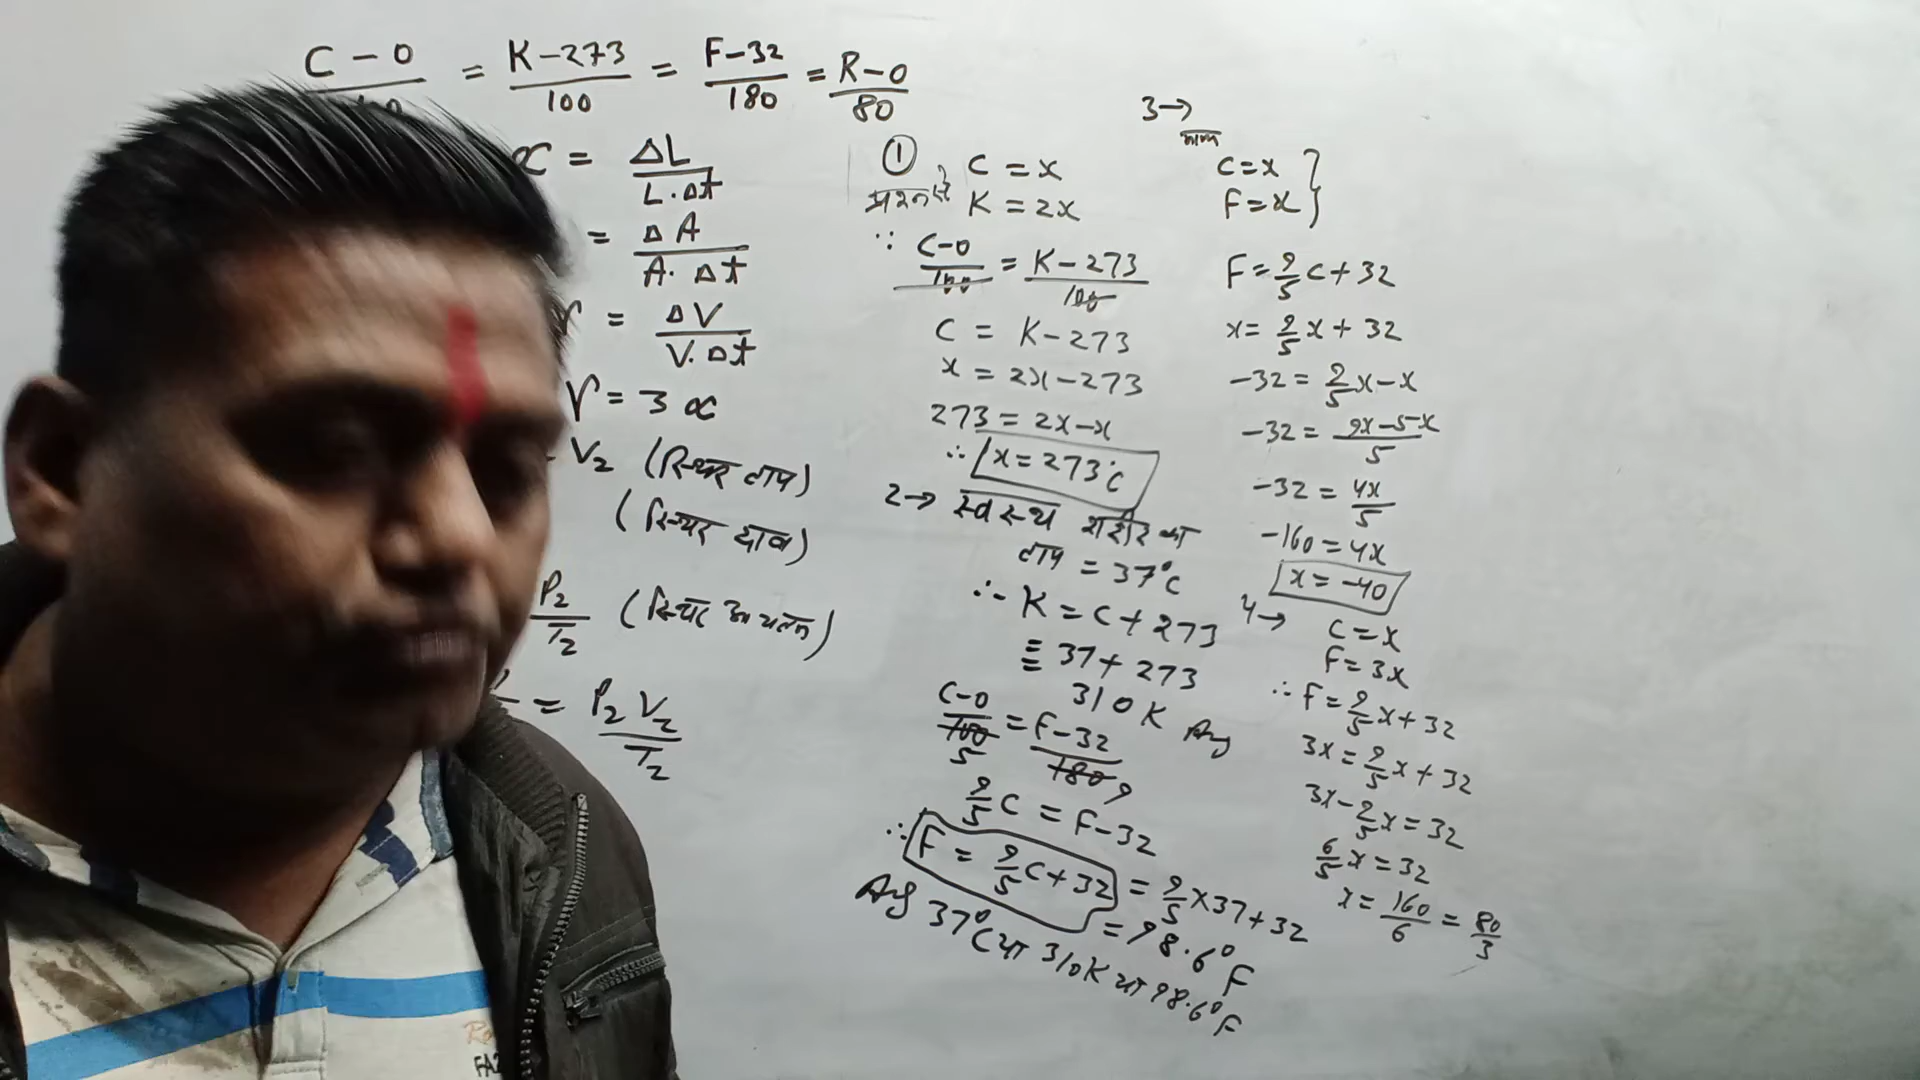 C - 0 / 100 = K-273 / 100 = F-32 / 180 = R-0 / 80
∝ = ΔL / L.Δt
= ΔA / A. Δt
γ = ΔV / V.Δt
γ = 3 ∝
V2 (स्थिर ताप)
(स्थिर दाब)
P2 / T2 (स्थिर आयतन)
= P2 V2 / T2
①
प्रश्न से, C = x
K = 2x
∵ C-0 / 100 = K-273 / 100
C = K-273
x = 2x-273
273 = 2x-x
∴ x = 273°C
2→ स्वस्थ शरीर का
ताप = 37°C
∴ K = C + 273
= 37 + 273
310 K Ans
C-0 / 100 5 = F-32 / 180 9
9/5 C = F-32
∴ F = 9/5 C + 32 = 9/5 x 37 + 32
= 98.6° F
Ans 37°C या 310K या 98.6°F
3→
माना
C = x }
F = x }
F = 9/5 C + 32
x = 9/5 x + 32
-32 = 9/5 x - x
-32 = 9x-5x / 5
-32 = 4x / 5
-160 = 4x
x = -40
4→ C = x
F = 3x
∴ F = 9/5 x + 32
3x = 9/5 x + 32
3x - 9/5 x = 32
6/5 x = 32
x = 160 / 6 = 80 / 3